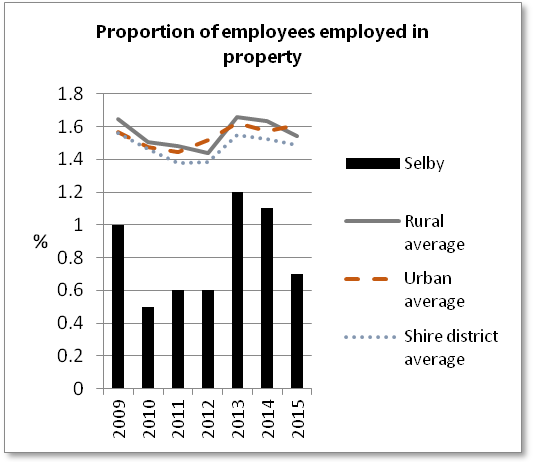 Proportion of employees employed in
property
1.8
1.6
1.4
1.2
1
0.8
0.6
0.4
0.2
0
%
2009
2010
2011
2012
2013
2014
2015
Selby
Rural
average
Urban
average
Shire district
average